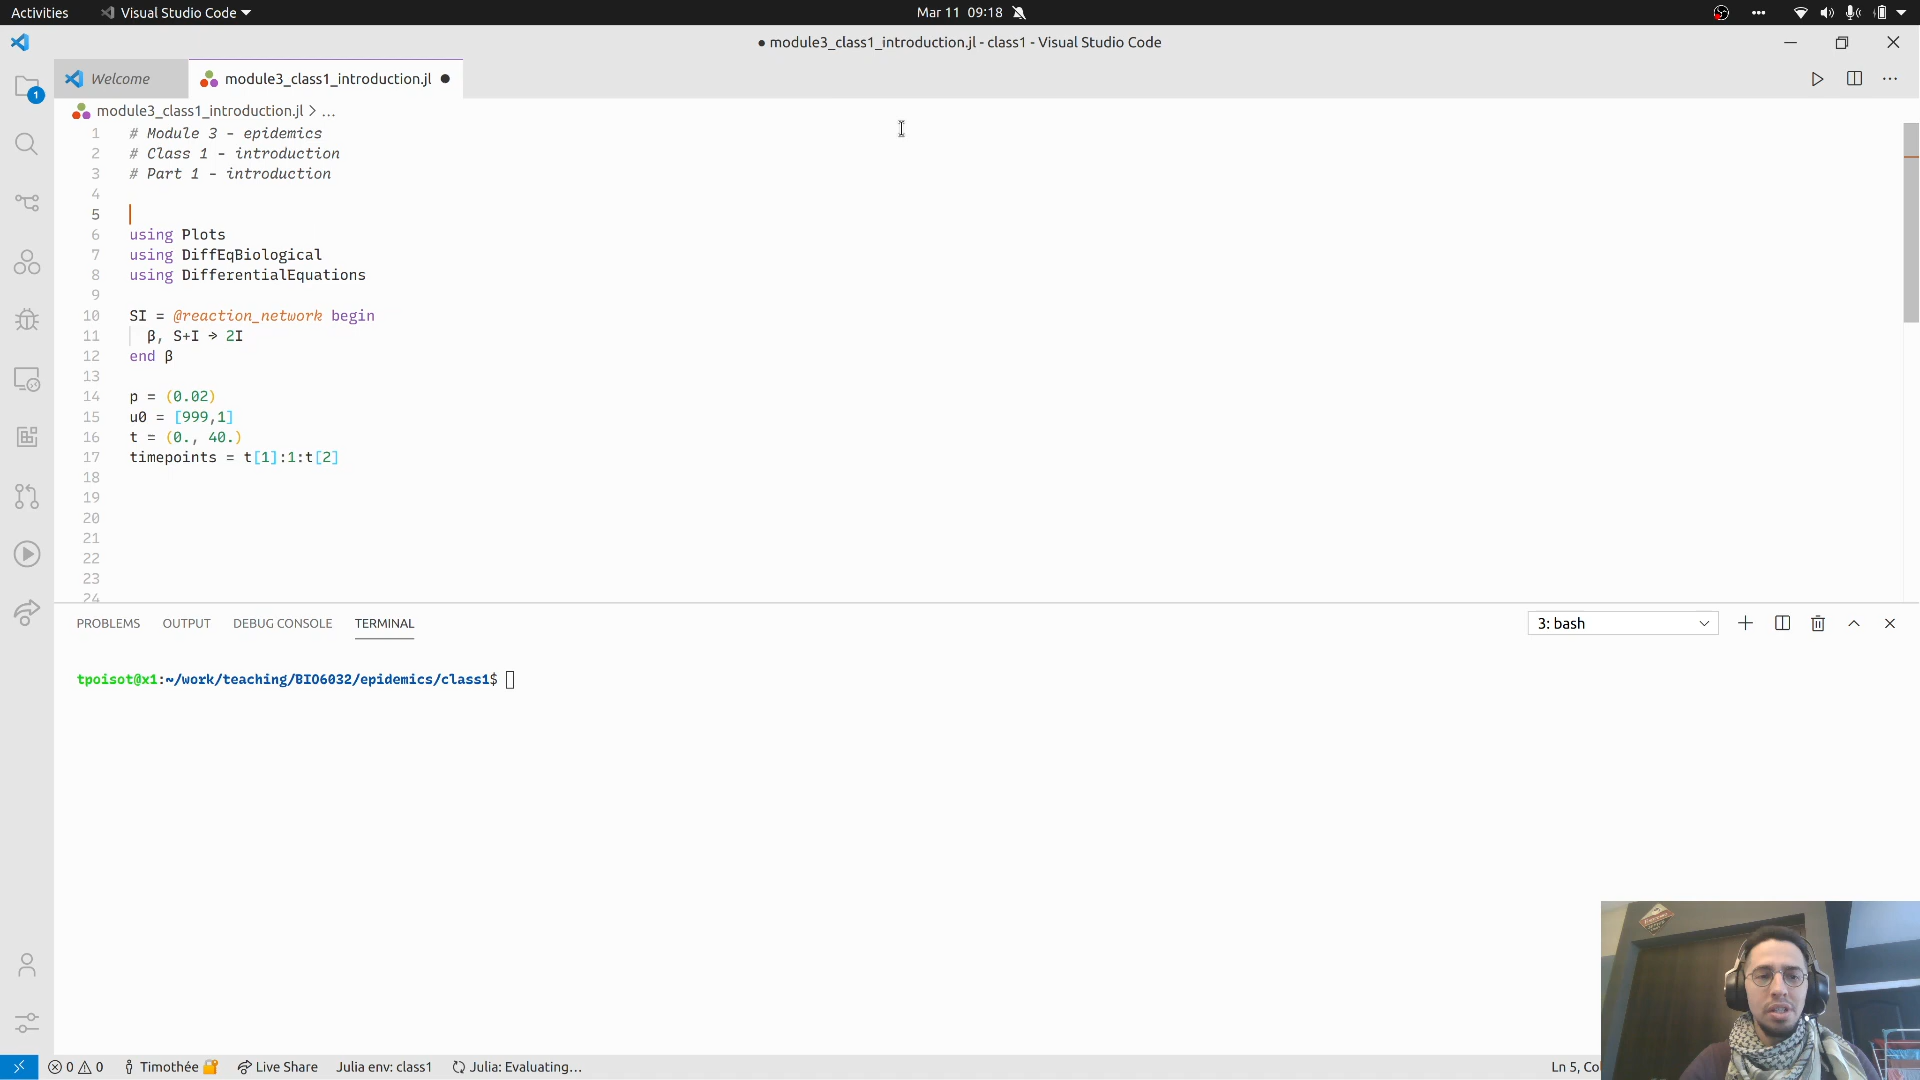 Activities
Visual Studio Code
Mar 11 09:18
● module3_class1_introduction.jl - class1 - Visual Studio Code
Welcome
module3_class1_introduction.jl
1
module3_class1_introduction.jl > ...
1 # Module 3 - epidemics
2 # Class 1 - introduction
3 # Part 1 - introduction
4
5
6 using Plots
7 using DiffEqBiological
8 using DifferentialEquations
9
10 SI = @reaction_network begin
11 β, S+I → 2I
12 end β
13
14 p = (0.02)
15 u0 = [999,1]
16 t = (0., 40.)
17 timepoints = t[1]:1:t[2]
18
19
20
21
22
23
24
PROBLEMS OUTPUT DEBUG CONSOLE TERMINAL
3: bash
tpoisot@x1:~/work/teaching/BIO6032/epidemics/class1$
0 0 Timothée Live Share Julia env: class1 Julia: Evaluating... Ln 5, Co